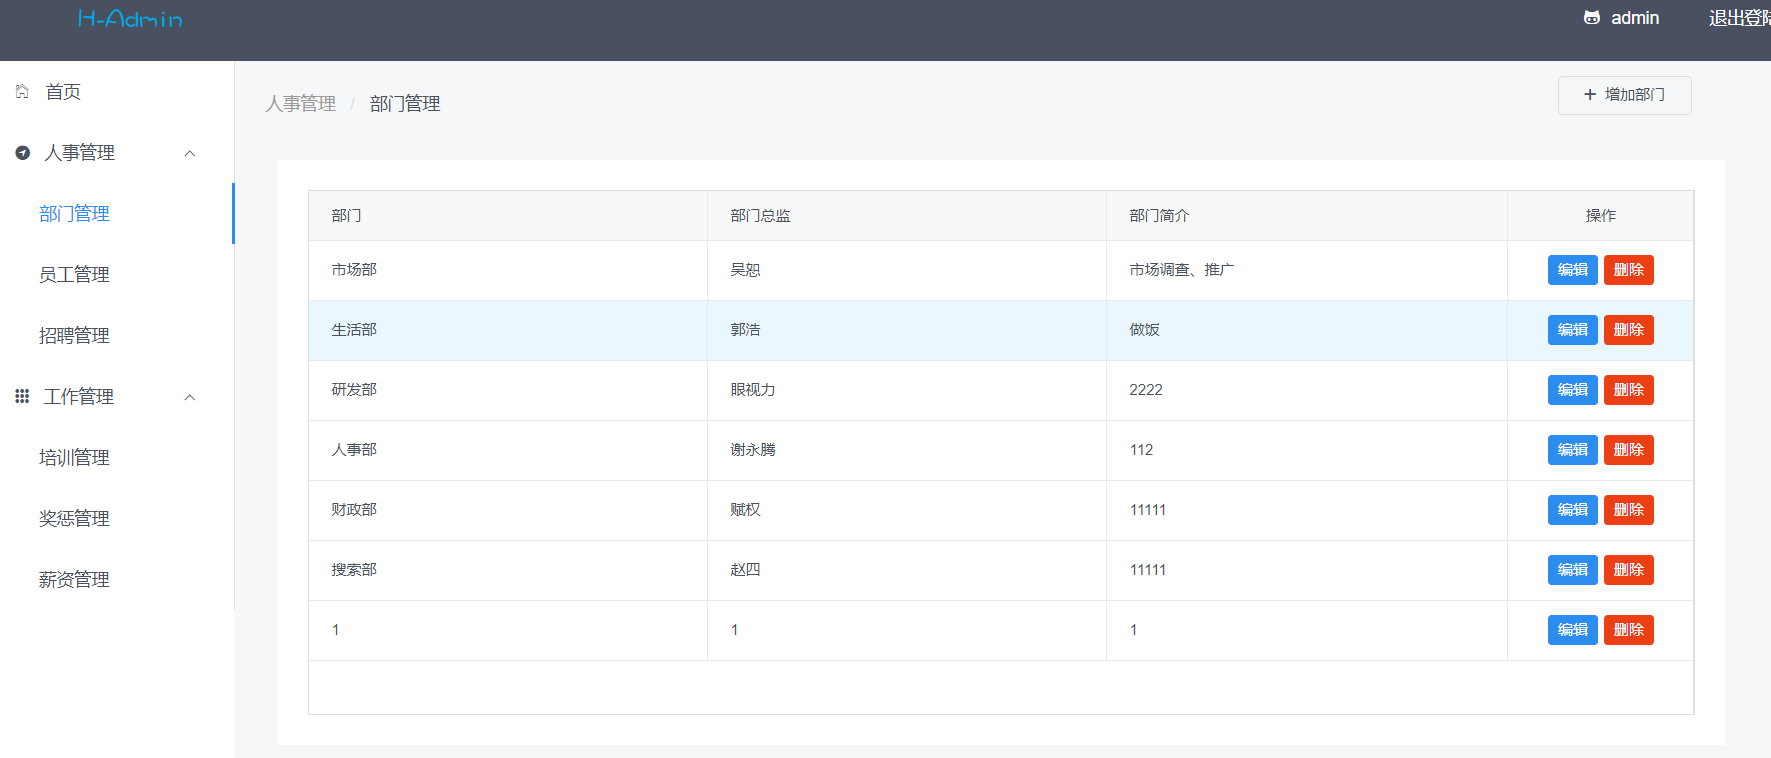 H-Admin
admin 退出登陆
首页
人事管理
部门管理
员工管理
招聘管理
工作管理
培训管理
奖惩管理
薪资管理
人事管理 / 部门管理
+ 增加部门
部门 部门总监 部门简介 操作
市场部 吴恕 市场调查、推广 编辑 删除
生活部 郭浩 做饭 编辑 删除
研发部 眼视力 2222 编辑 删除
人事部 谢永腾 112 编辑 删除
财政部 赋权 11111 编辑 删除
搜索部 赵四 11111 编辑 删除
1 1 1 编辑 删除